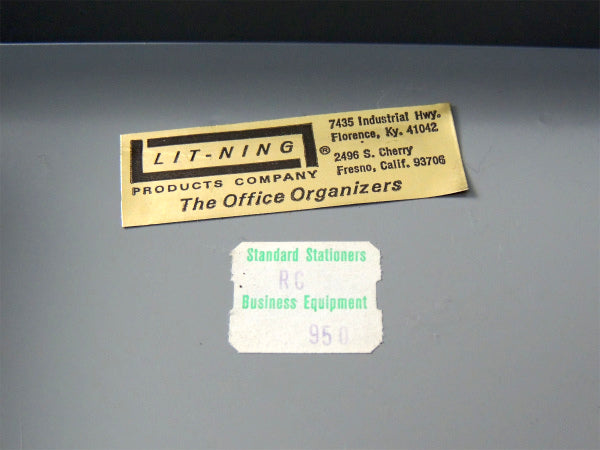 LIT-NING ®
PRODUCTS COMPANY
The Office Organizers
7435 Industrial Hwy.
Florence, Ky. 41042
2496 S. Cherry
Fresno, Calif. 93706
Standard Stationers
RC
Business Equipment
950